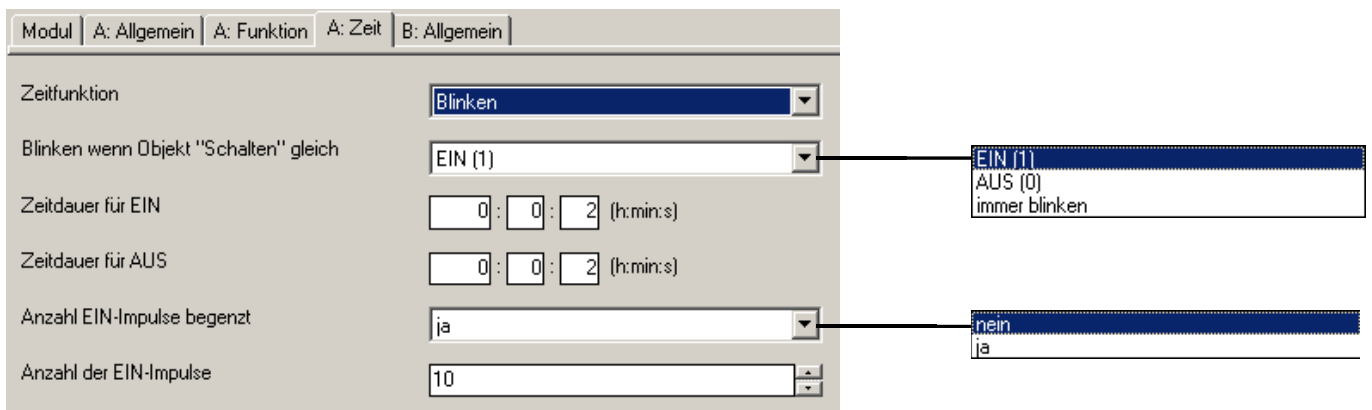 Modul A: Allgemein A: Funktion A: Zeit B: Allgemein
Zeitfunktion Blinken
Blinken wenn Objekt "Schalten" gleich EIN (1)
EIN (1)
AUS (0)
immer blinken
Zeitdauer für EIN 0 : 0 : 2 (h:min:s)
Zeitdauer für AUS 0 : 0 : 2 (h:min:s)
Anzahl EIN-Impulse begenzt ja
nein
ja
Anzahl der EIN-Impulse 10